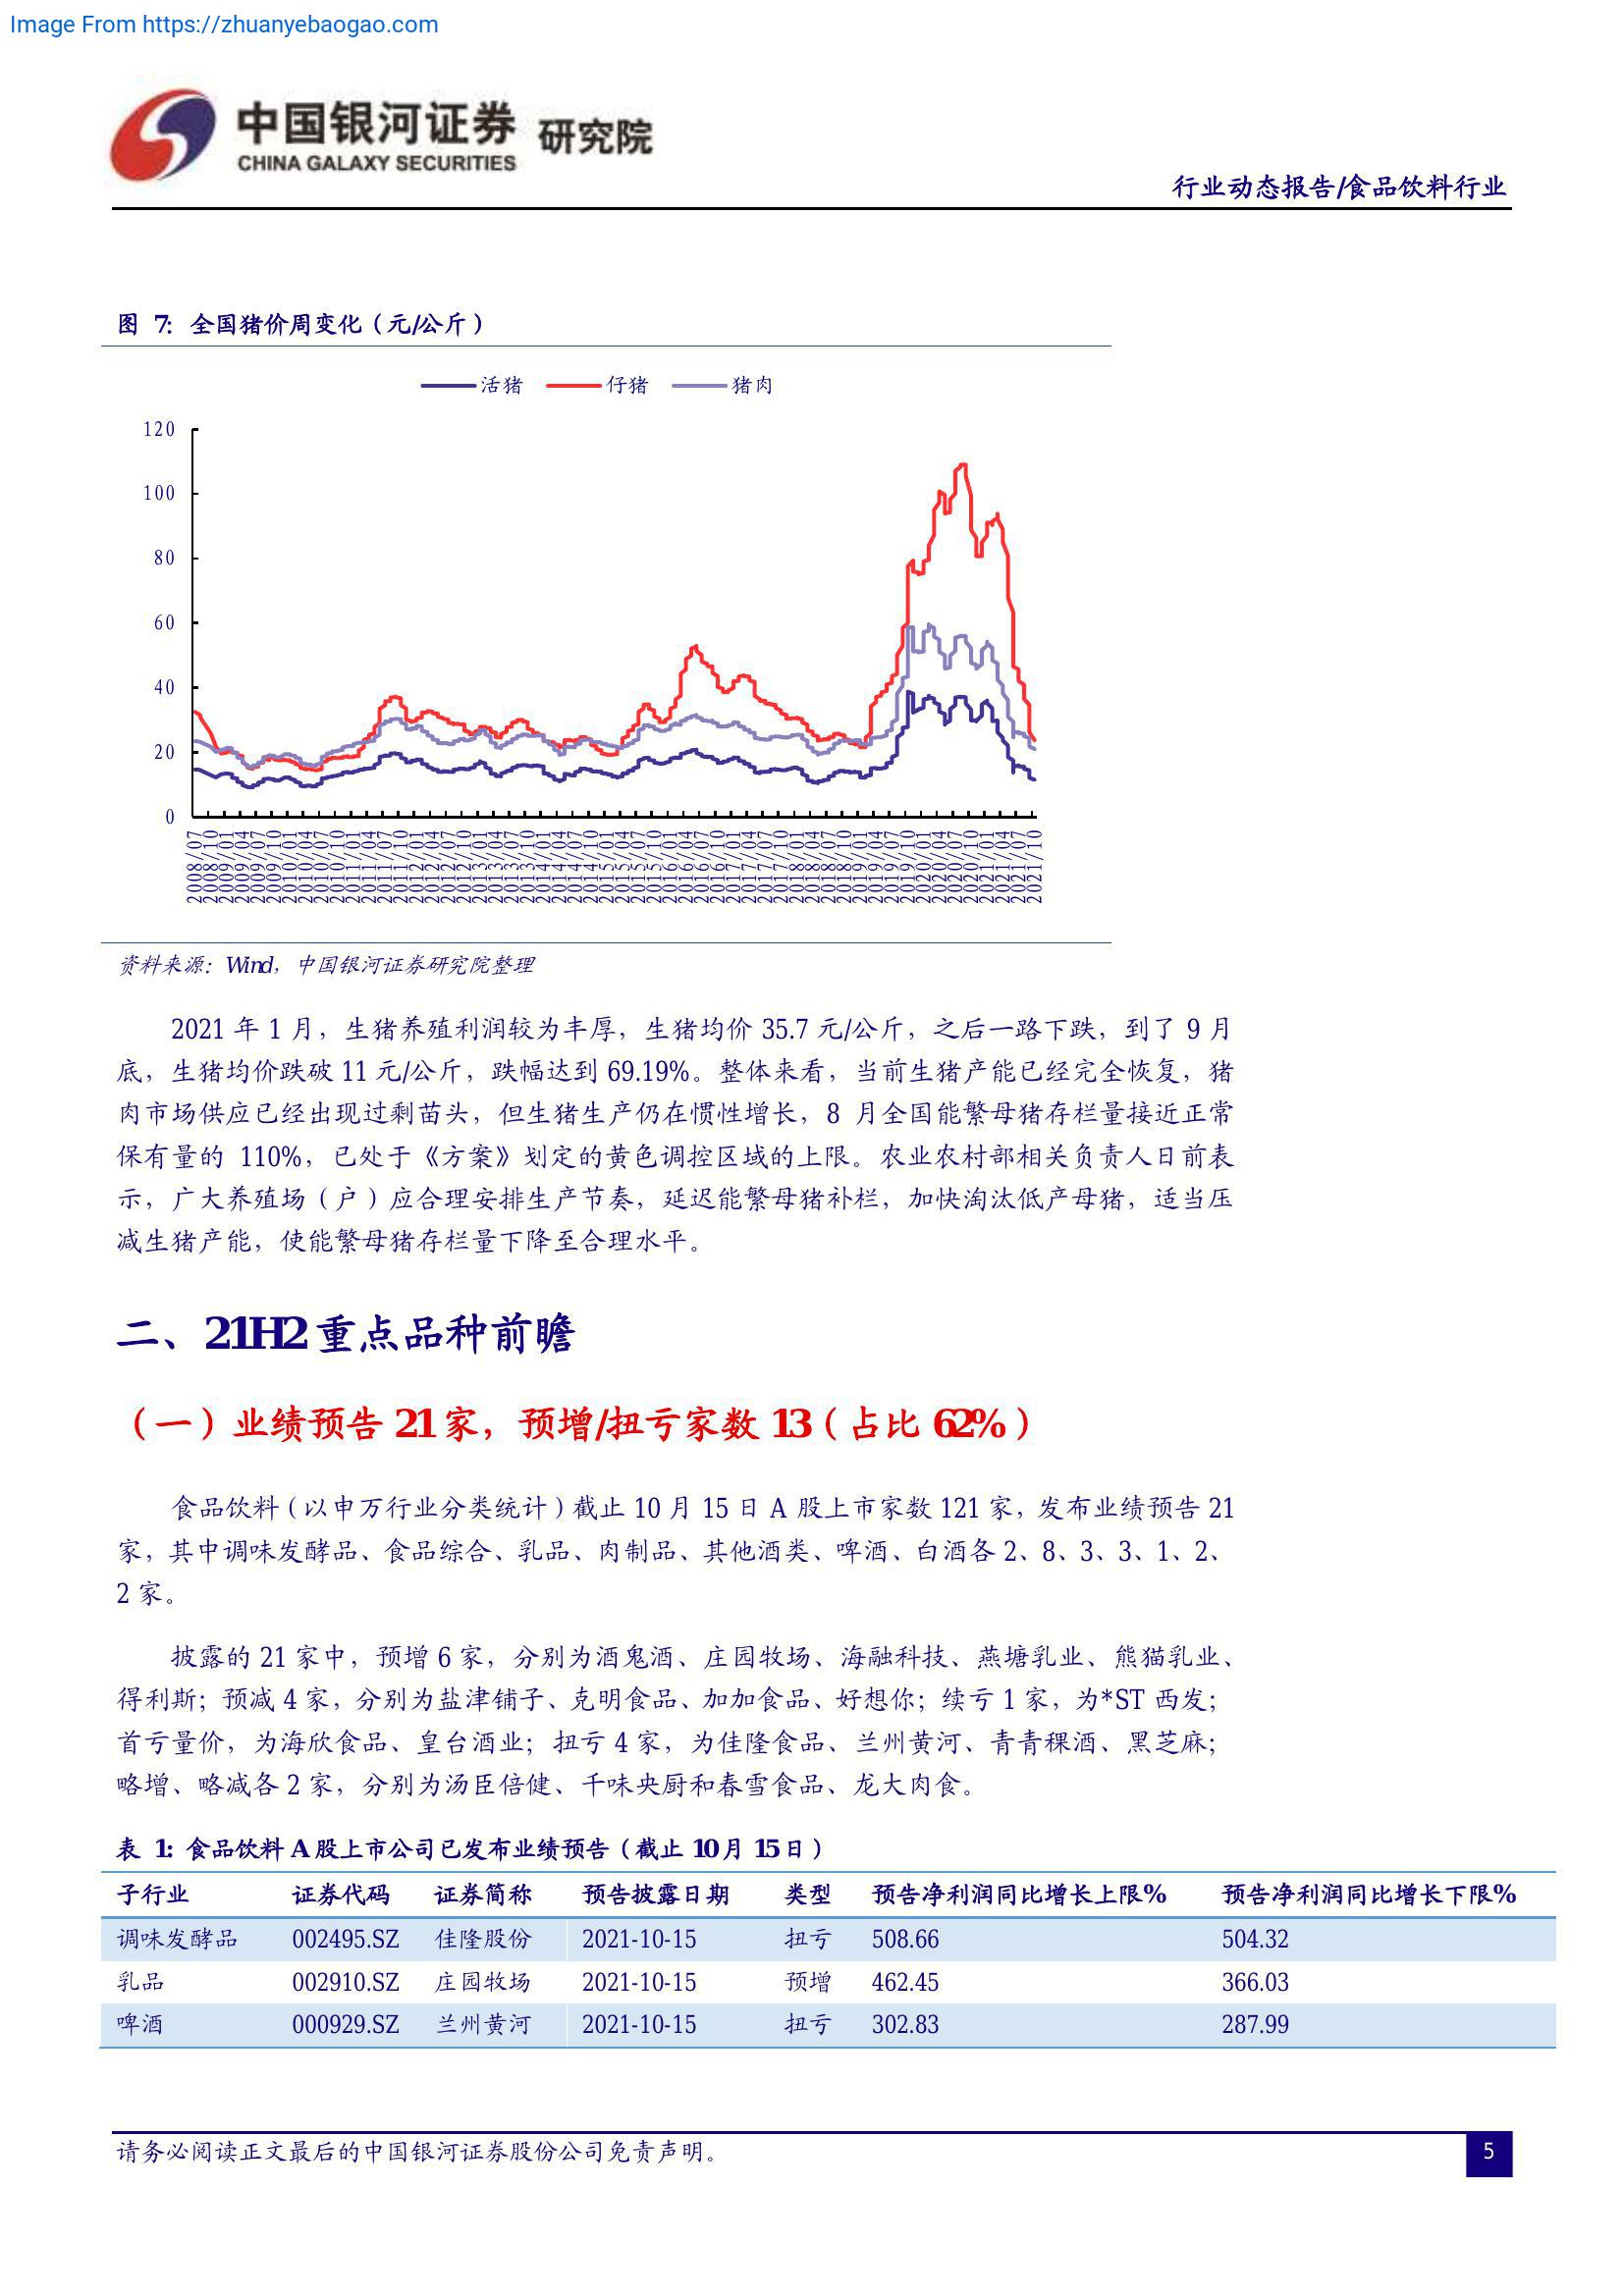 Image From https://zhuanyebaogao.com
中国银河证券 研究院
CHINA GALAXY SECURITIES
行业动态报告/食品饮料行业
图 7: 全国猪价周变化（元/公斤）
活猪 仔猪 猪肉
120
100
80
60
40
20
0
2008/07 2008/10 2009/01 2009/04 2009/07 2009/10 2010/01 2010/04 2010/07 2010/10 2011/01 2011/04 2011/07 2011/10 2012/01 2012/04 2012/07 2012/10 2013/01 2013/04 2013/07 2013/10 2014/01 2014/04 2014/07 2014/10 2015/01 2015/04 2015/07 2015/10 2016/01 2016/04 2016/07 2016/10 2017/01 2017/04 2017/07 2017/10 2018/01 2018/04 2018/07 2018/10 2019/01 2019/04 2019/07 2019/10 2020/01 2020/04 2020/07 2020/10 2021/01 2021/04 2021/07 2021/10
资料来源：Wind，中国银河证券研究院整理
2021 年 1 月，生猪养殖利润较为丰厚，生猪均价 35.7 元/公斤，之后一路下跌，到了 9 月
底，生猪均价跌破 11 元/公斤，跌幅达到 69.19%。整体来看，当前生猪产能已经完全恢复，猪
肉市场供应已经出现过剩苗头，但生猪生产仍在惯性增长，8 月全国能繁母猪存栏量接近正常
保有量的 110%，已处于《方案》划定的黄色调控区域的上限。农业农村部相关负责人日前表
示，广大养殖场（户）应合理安排生产节奏，延迟能繁母猪补栏，加快淘汰低产母猪，适当压
减生猪产能，使能繁母猪存栏量下降至合理水平。
二、21H2 重点品种前瞻
（一）业绩预告 21 家，预增/扭亏家数 13（占比 62%）
食品饮料（以申万行业分类统计）截止 10 月 15 日 A 股上市家数 121 家，发布业绩预告 21
家，其中调味发酵品、食品综合、乳品、肉制品、其他酒类、啤酒、白酒各 2、8、3、3、1、2、
2 家。
披露的 21 家中，预增 6 家，分别为酒鬼酒、庄园牧场、海融科技、燕塘乳业、熊猫乳业、
得利斯；预减 4 家，分别为盐津铺子、克明食品、加加食品、好想你；续亏 1 家，为*ST 西发；
首亏量价，为海欣食品、皇台酒业；扭亏 4 家，为佳隆食品、兰州黄河、青青稞酒、黑芝麻；
略增、略减各 2 家，分别为汤臣倍健、千味央厨和春雪食品、龙大肉食。
表 1: 食品饮料 A 股上市公司已发布业绩预告（截止 10 月 15 日）
子行业 证券代码 证券简称 预告披露日期 类型 预告净利润同比增长上限% 预告净利润同比增长下限%
调味发酵品 002495.SZ 佳隆股份 2021-10-15 扭亏 508.66 504.32
乳品 002910.SZ 庄园牧场 2021-10-15 预增 462.45 366.03
啤酒 000929.SZ 兰州黄河 2021-10-15 扭亏 302.83 287.99
请务必阅读正文最后的中国银河证券股份公司免责声明。
5